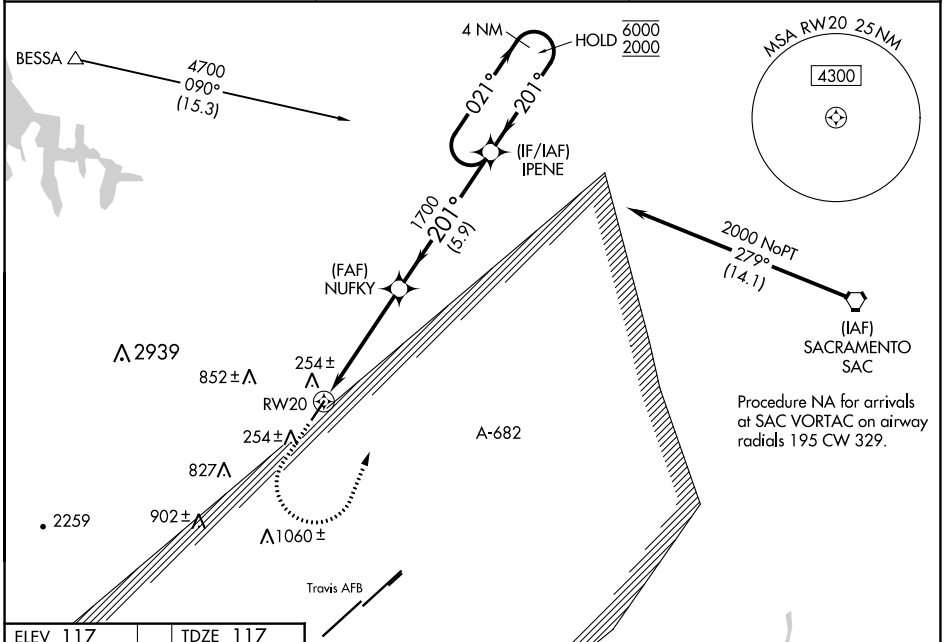 BESSA
4700
090°
(15.3)
4 NM
HOLD
6000
2000
021°
201°
(IF/IAF)
IPENE
MSA RW20 25 NM
4300
1700
201°
(5.9)
(FAF)
NUFKY
2000 NoPT
279°
(14.1)
(IAF)
SACRAMENTO
SAC
Procedure NA for arrivals
at SAC VORTAC on airway
radials 195 CW 329.
2939
852±
254±
RW20
254±
827
A-682
2259
902±
1060±
Travis AFB
ELEV 117
TDZE 117